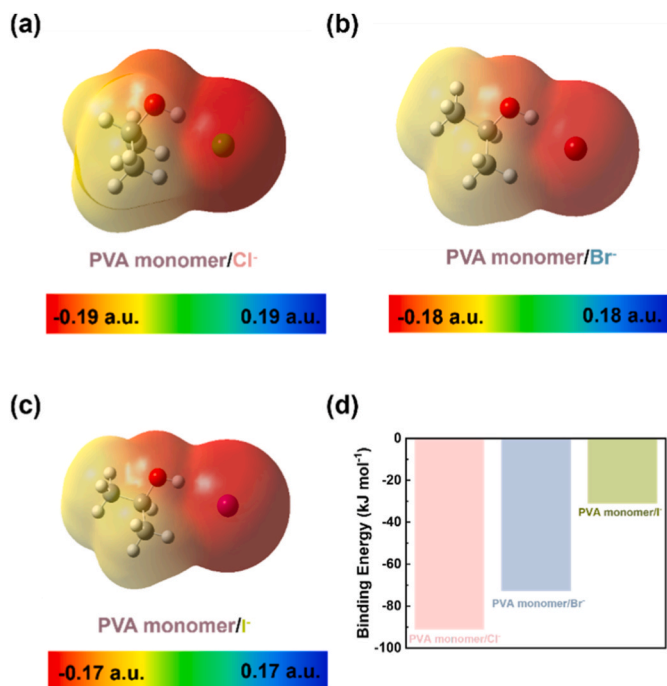 (a)
PVA monomer/Cl⁻
-0.19 a.u. 0.19 a.u.
(b)
PVA monomer/Br⁻
-0.18 a.u. 0.18 a.u.
(c)
PVA monomer/I⁻
-0.17 a.u. 0.17 a.u.
(d)
Binding Energy (kJ mol⁻¹)
0
-20
-40
-60
-80
-100
PVA monomer/I⁻
PVA monomer/Br⁻
PVA monomer/Cl⁻